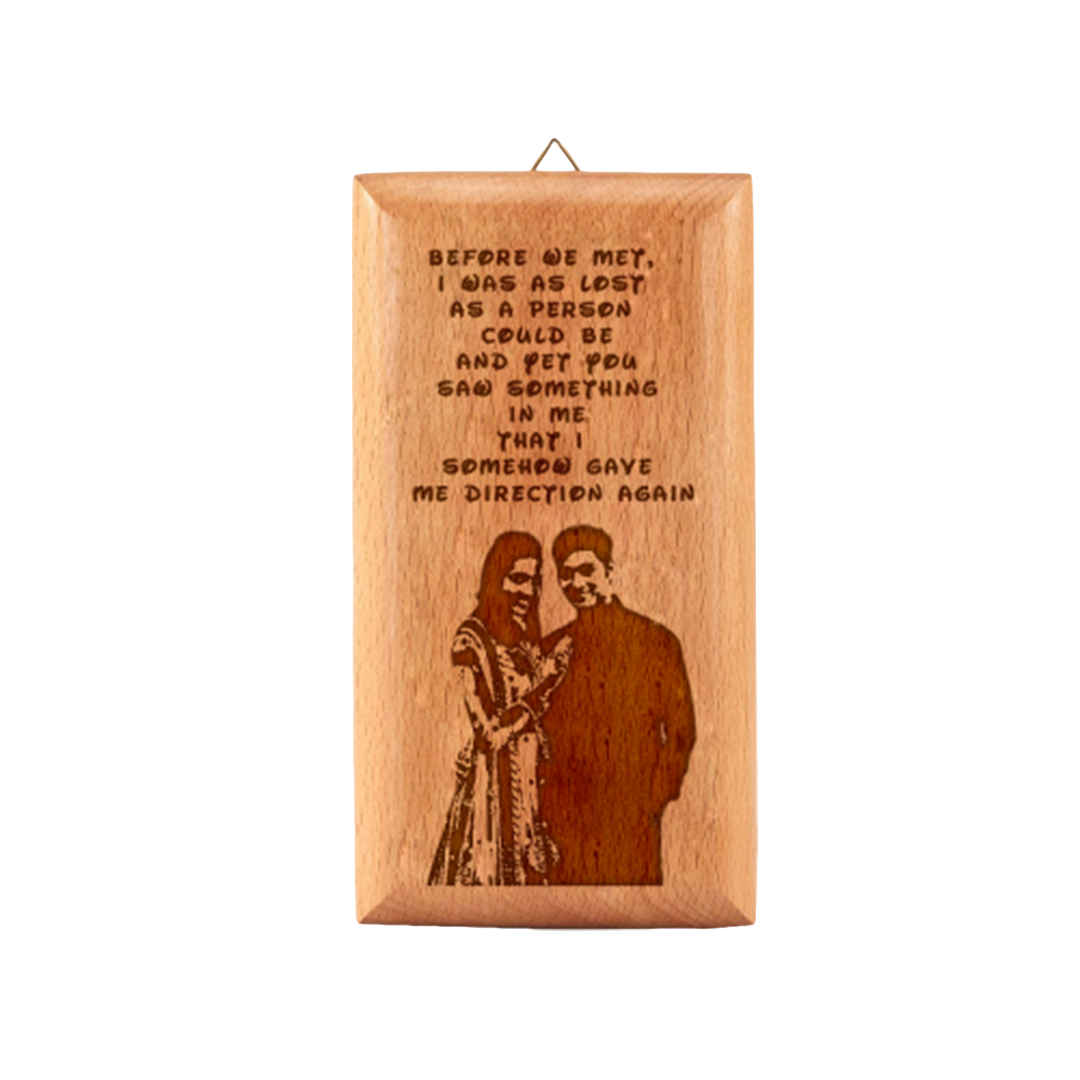 BEFORE WE MET,
I WAS AS LOST
AS A PERSON
COULD BE
AND YET YOU
SAW SOMETHING
IN ME
THAT I
SOMEHOW GAVE
ME DIRECTION AGAIN